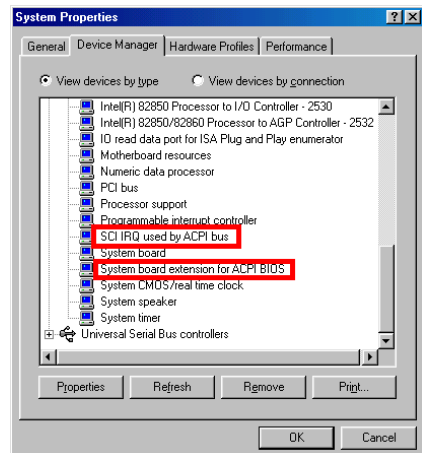 System Properties
General Device Manager Hardware Profiles Performance
View devices by type View devices by connection
Intel(R) 82850 Processor to I/O Controller - 2530
Intel(R) 82850/82860 Processor to AGP Controller - 2532
IO read data port for ISA Plug and Play enumerator
Motherboard resources
Numeric data processor
PCI bus
Processor support
Programmable interrupt controller
SCI IRQ used by ACPI bus
System board
System board extension for ACPI BIOS
System CMOS/real time clock
System speaker
System timer
Universal Serial Bus controllers
Properties Refresh Remove Print...
OK Cancel